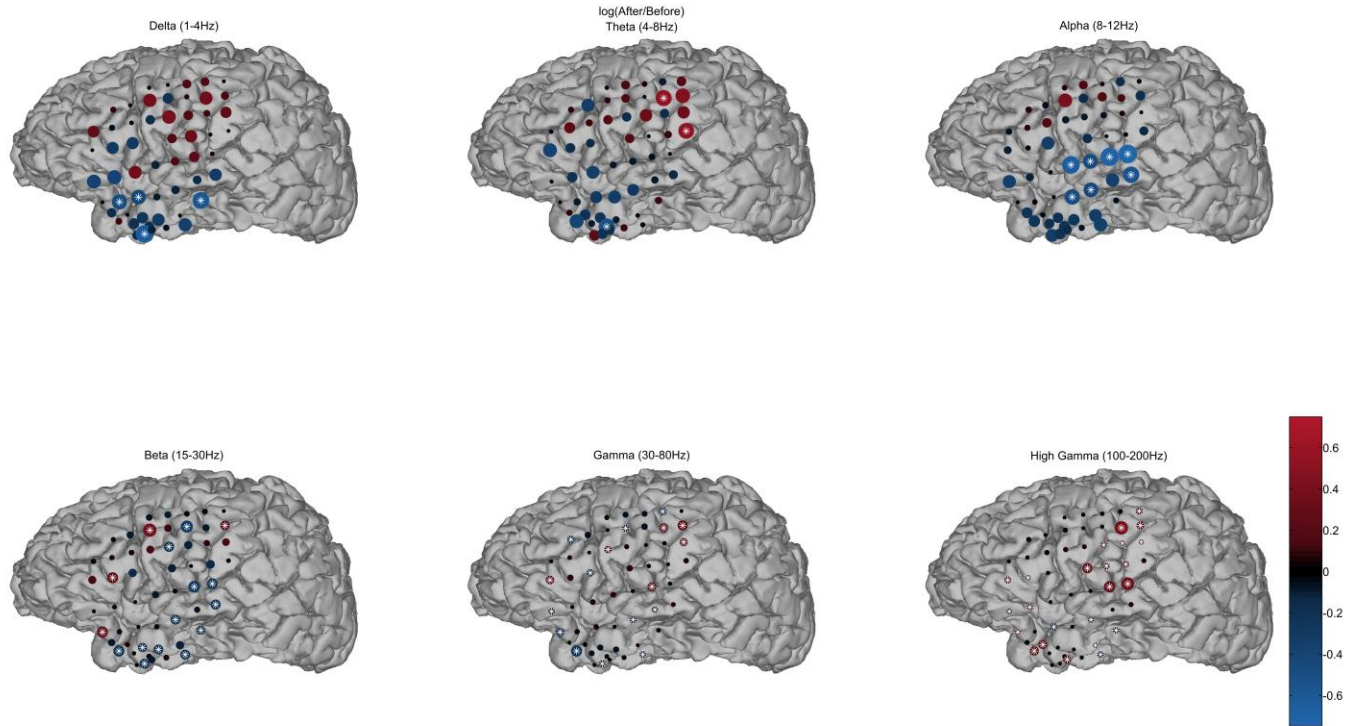 log(After/Before)
Delta (1-4Hz)
Theta (4-8Hz)
Alpha (8-12Hz)
Beta (15-30Hz)
Gamma (30-80Hz)
High Gamma (100-200Hz)
0.6
0.4
0.2
0
-0.2
-0.4
-0.6